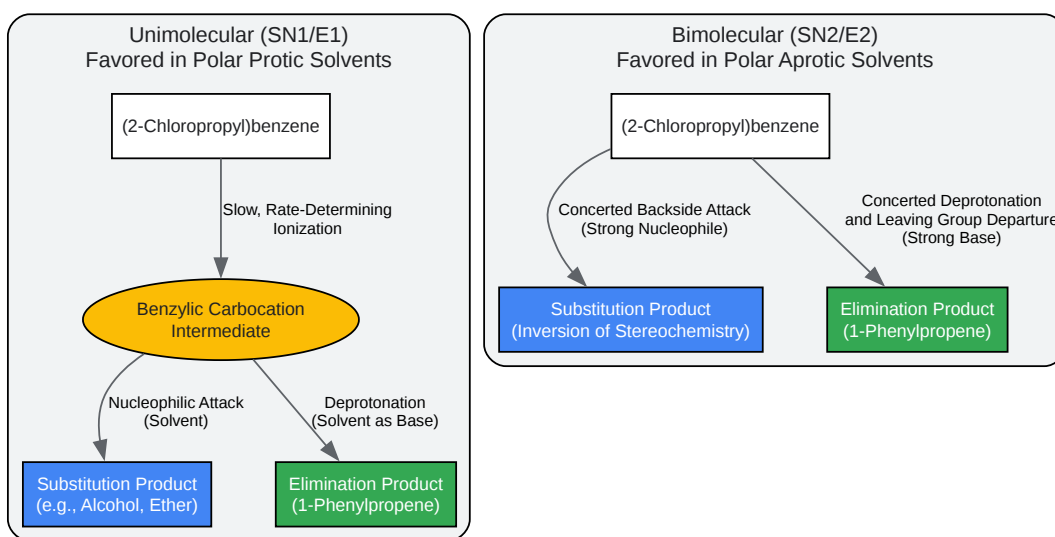 Unimolecular (SN1/E1)
Favored in Polar Protic Solvents
(2-Chloropropyl)benzene
Slow, Rate-Determining
Ionization
Benzylic Carbocation
Intermediate
Nucleophilic Attack
(Solvent)
Deprotonation
(Solvent as Base)
Substitution Product
(e.g., Alcohol, Ether)
Elimination Product
(1-Phenylpropene)
Bimolecular (SN2/E2)
Favored in Polar Aprotic Solvents
(2-Chloropropyl)benzene
Concerted Backside Attack
(Strong Nucleophile)
Concerted Deprotonation
and Leaving Group Departure
(Strong Base)
Substitution Product
(Inversion of Stereochemistry)
Elimination Product
(1-Phenylpropene)